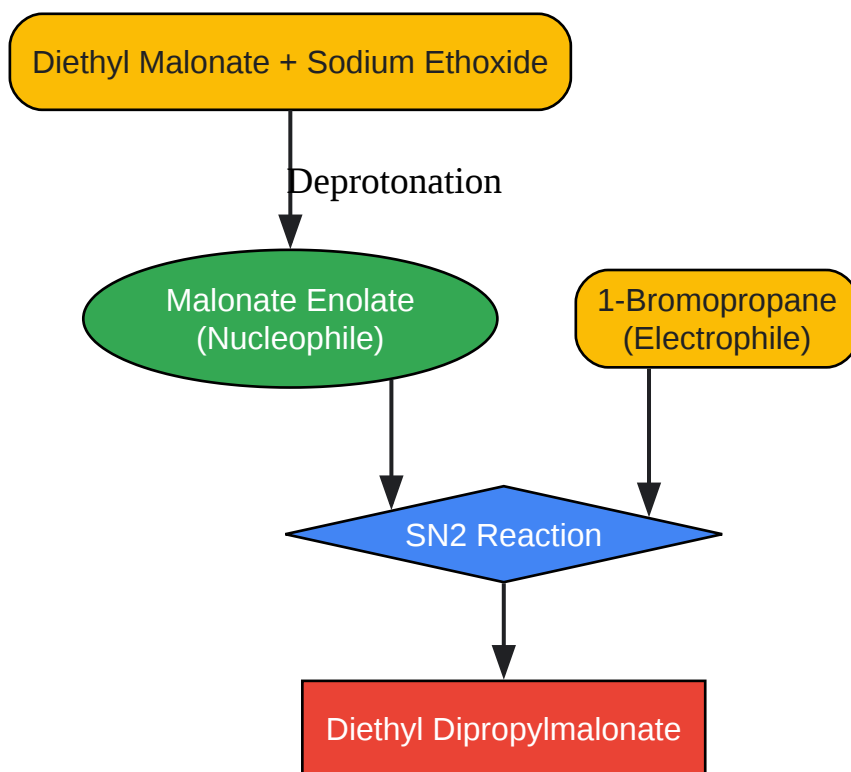 Diethyl Malonate + Sodium Ethoxide
Deprotonation
Malonate Enolate
(Nucleophile)
1-Bromopropane
(Electrophile)
SN2 Reaction
Diethyl Dipropylmalonate